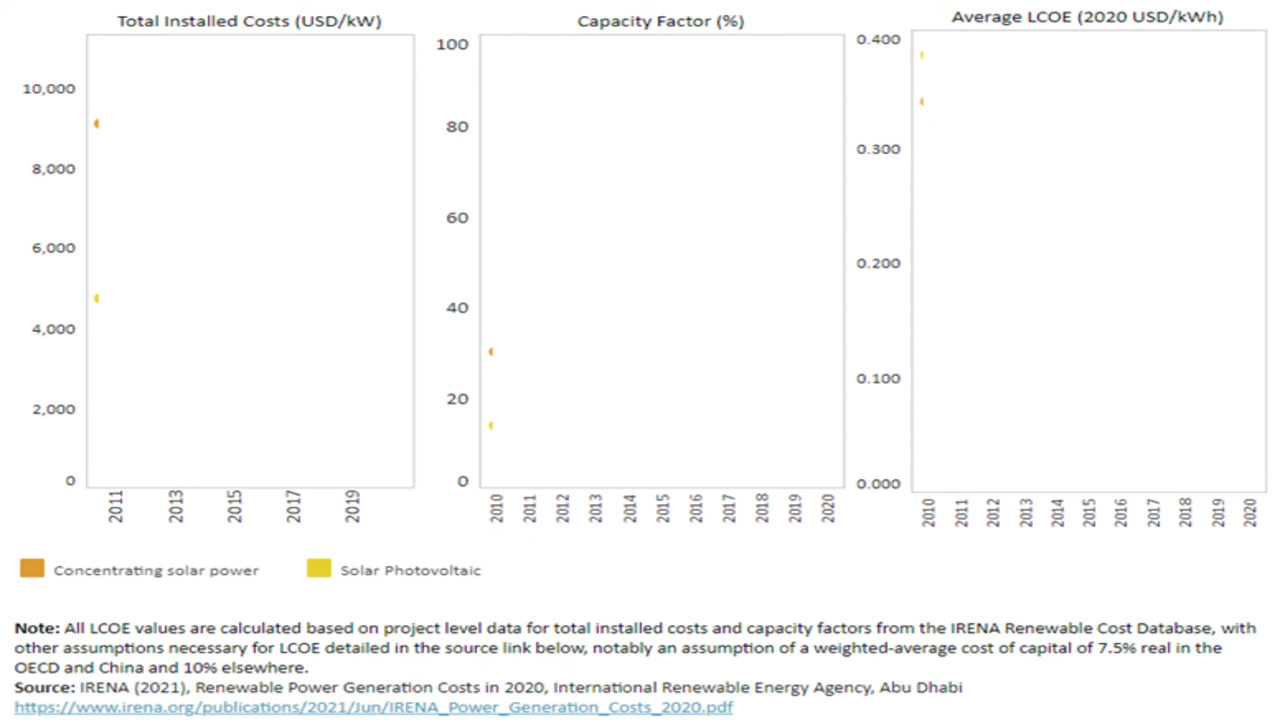 Total Installed Costs (USD/kW)
10,000
8,000
6,000
4,000
2,000
0
2011 2013 2015 2017 2019
Capacity Factor (%)
100
80
60
40
20
0
2010 2011 2012 2013 2014 2015 2016 2017 2018 2019 2020
Average LCOE (2020 USD/kWh)
0.400
0.300
0.200
0.100
0.000
2010 2011 2012 2013 2014 2015 2016 2017 2018 2019 2020
Concentrating solar power
Solar Photovoltaic
Note: All LCOE values are calculated based on project level data for total installed costs and capacity factors from the IRENA Renewable Cost Database, with
other assumptions necessary for LCOE detailed in the source link below, notably an assumption of a weighted-average cost of capital of 7.5% real in the
OECD and China and 10% elsewhere.
Source: IRENA (2021), Renewable Power Generation Costs in 2020, International Renewable Energy Agency, Abu Dhabi
https://www.irena.org/publications/2021/Jun/IRENA_Power_Generation_Costs_2020.pdf